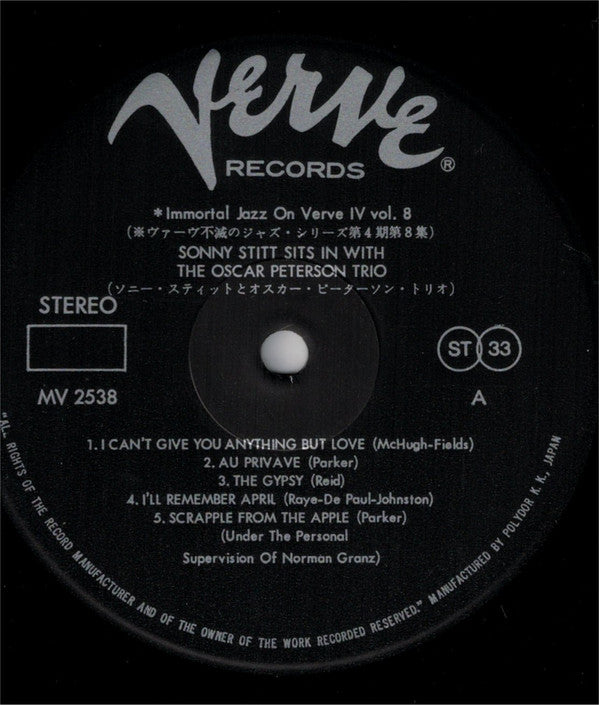 Verve
RECORDS ®
*Immortal Jazz On Verve IV vol. 8
(※ヴァーヴ不滅のジャズ・シリーズ第4期第8集)
SONNY STITT SITS IN WITH
THE OSCAR PETERSON TRIO
(ソニー・スティットとオスカー・ピーターソン・トリオ)
STEREO
ST 33
MV 2538
A
1. I CAN'T GIVE YOU ANYTHING BUT LOVE (McHugh-Fields)
2. AU PRIVAVE (Parker)
3. THE GYPSY (Reid)
4. I'LL REMEMBER APRIL (Raye-De Paul-Johnston)
5. SCRAPPLE FROM THE APPLE (Parker)
(Under The Personal
Supervision Of Norman Granz)
"ALL RIGHTS OF THE RECORD MANUFACTURER AND OF THE OWNER OF THE WORK RECORDED RESERVED." MANUFACTURED BY POLYDOR K. K., JAPAN